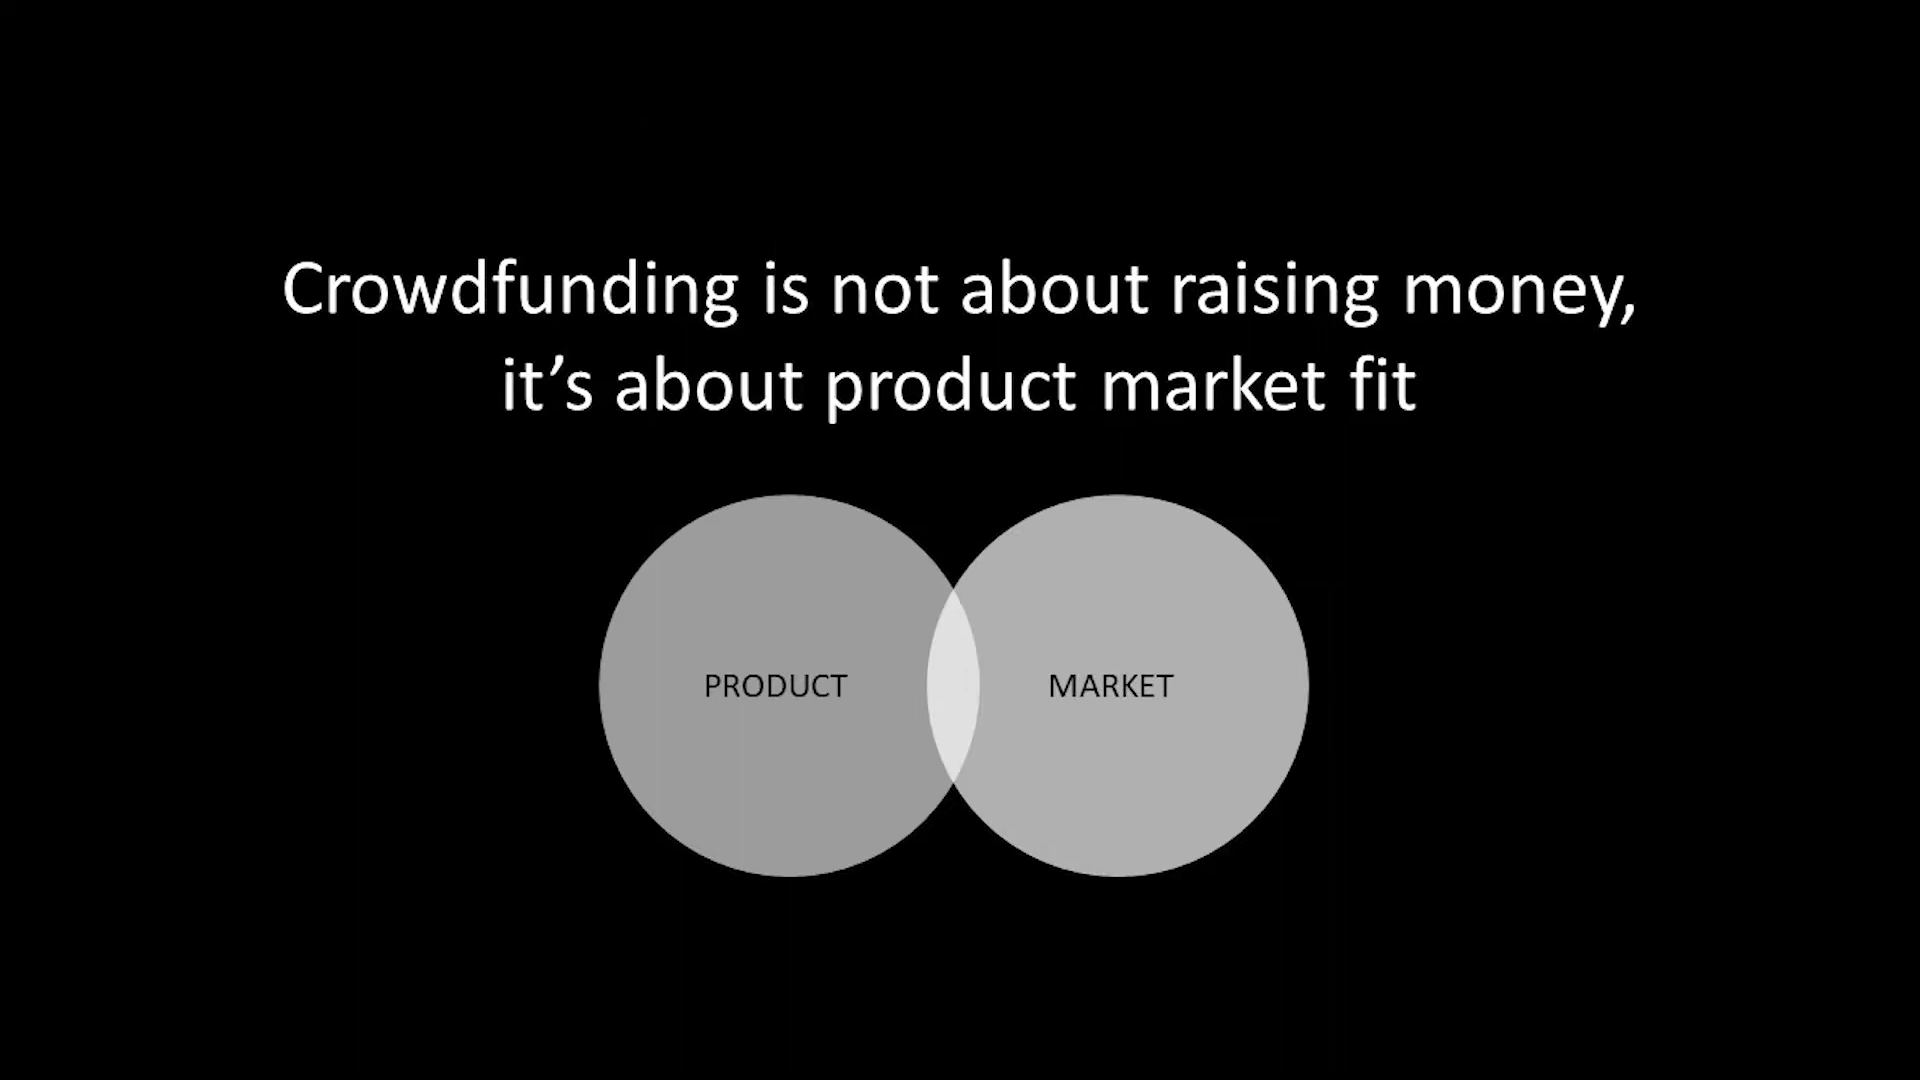 Crowdfunding is not about raising money,
it’s about product market fit
PRODUCT
MARKET